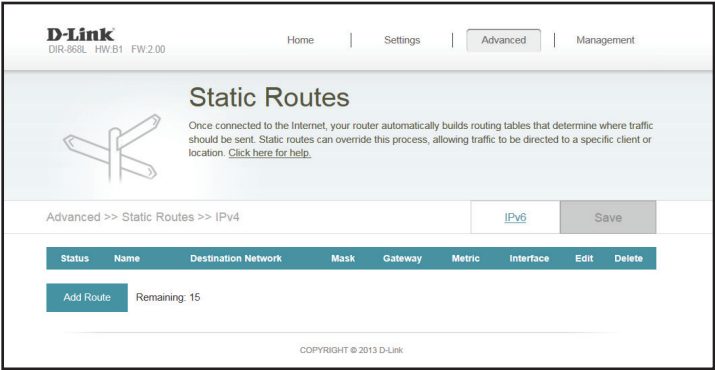 D-Link
DIR-868L HW:B1 FW:2.00
Home | Settings | Advanced | Management
Static Routes
Once connected to the Internet, your router automatically builds routing tables that determine where traffic
should be sent. Static routes can override this process, allowing traffic to be directed to a specific client or
location. Click here for help.
Advanced >> Static Routes >> IPv4
IPv6
Save
Status Name Destination Network Mask Gateway Metric Interface Edit Delete
Add Route Remaining: 15
COPYRIGHT © 2013 D-Link